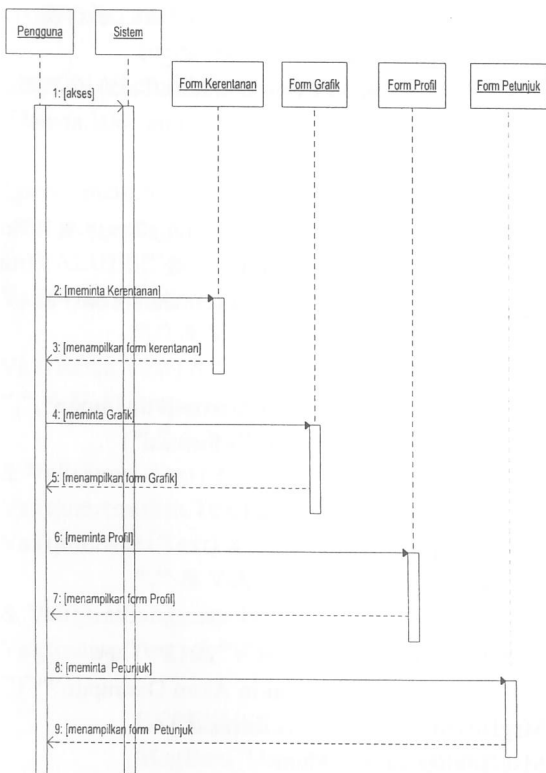 Pengguna
Sistem
Form Kerentanan
Form Grafik
Form Profil
Form Petunjuk
1: [akses]
2: [meminta Kerentanan]
3: [menampilkan form kerentanan]
4: [meminta Grafik]
5: [menampilkan form Grafik]
6: [meminta Profil]
7: [menampilkan form Profil]
8: [meminta Petunjuk]
9: [menampilkan form Petunjuk